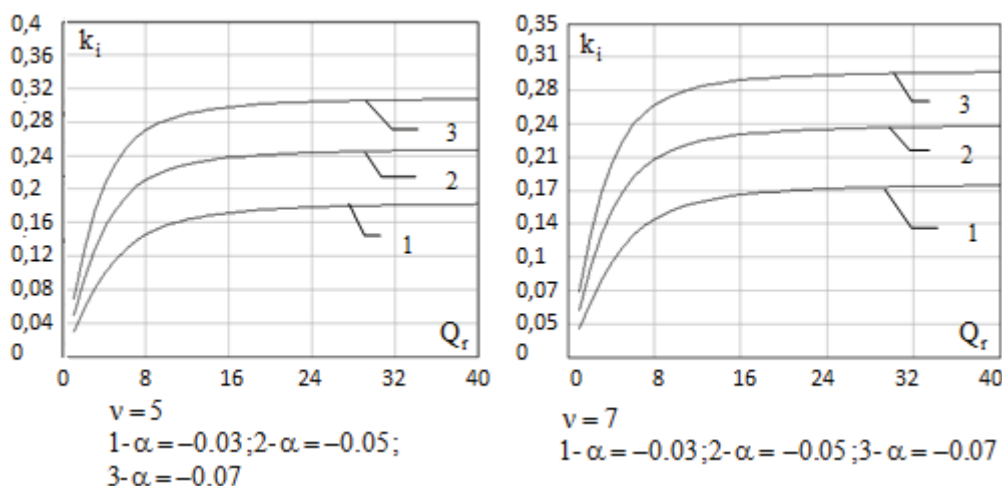 0,4
0,36
0,32
0,28
0,24
0,2
0,16
0,12
0,08
0,04
0
k i
3
2
1
Q r
0 8 16 24 32 40
ν = 5
1- α = −0.03 ;2- α = −0.05;
3- α = −0.07
0,35
0,31
0,28
0,24
0,21
0,17
0,14
0,1
0,07
0,05
0
k i
3
2
1
Q r
0 8 16 24 32 40
ν = 7
1- α = −0.03 ;2- α = −0.05 ;3- α = −0.07